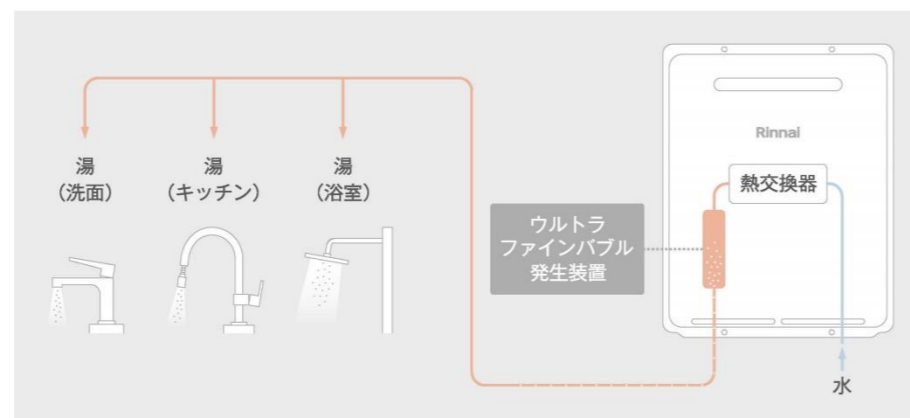 湯
（洗面）
湯
（キッチン）
湯
（浴室）
ウルトラ
ファインバブル
発生装置
Rinnai
熱交換器
水